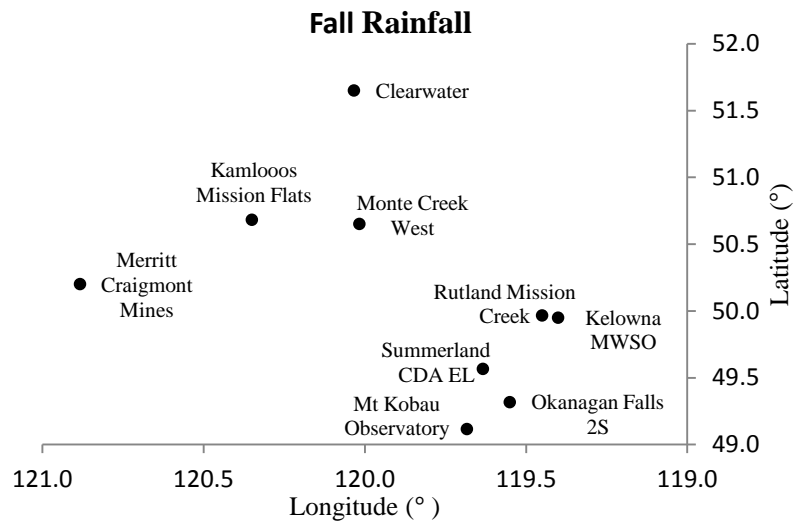 Fall Rainfall
52.0
Clearwater
51.5
Kamlooos
Mission Flats
51.0
Monte Creek
West
50.5
Merritt
Craigmont
Mines
Latitude (°)
Rutland Mission
Creek
50.0
Kelowna
MWSO
Summerland
CDA EL
49.5
Mt Kobau
Observatory
Okanagan Falls
2S
49.0
121.0 120.5 120.0 119.5 119.0
Longitude (° )